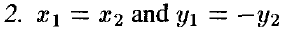 2. x₁ = x₂ and y₁ = −y₂